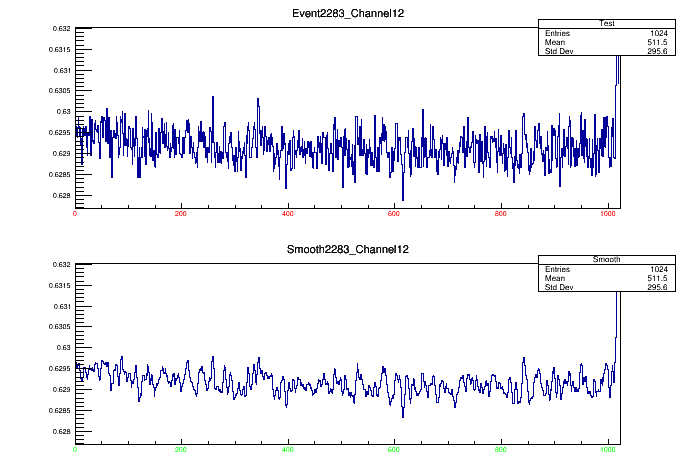 Event2283_Channel12
Test
Entries 1024
Mean 511.5
Std Dev 295.6
0.632
0.6315
0.631
0.6305
0.63
0.6295
0.629
0.6285
0.628
0 200 400 600 800 1000
Smooth2283_Channel12
Smooth
Entries 1024
Mean 511.5
Std Dev 295.6
0.632
0.6315
0.631
0.6305
0.63
0.6295
0.629
0.6285
0.628
0 200 400 600 800 1000